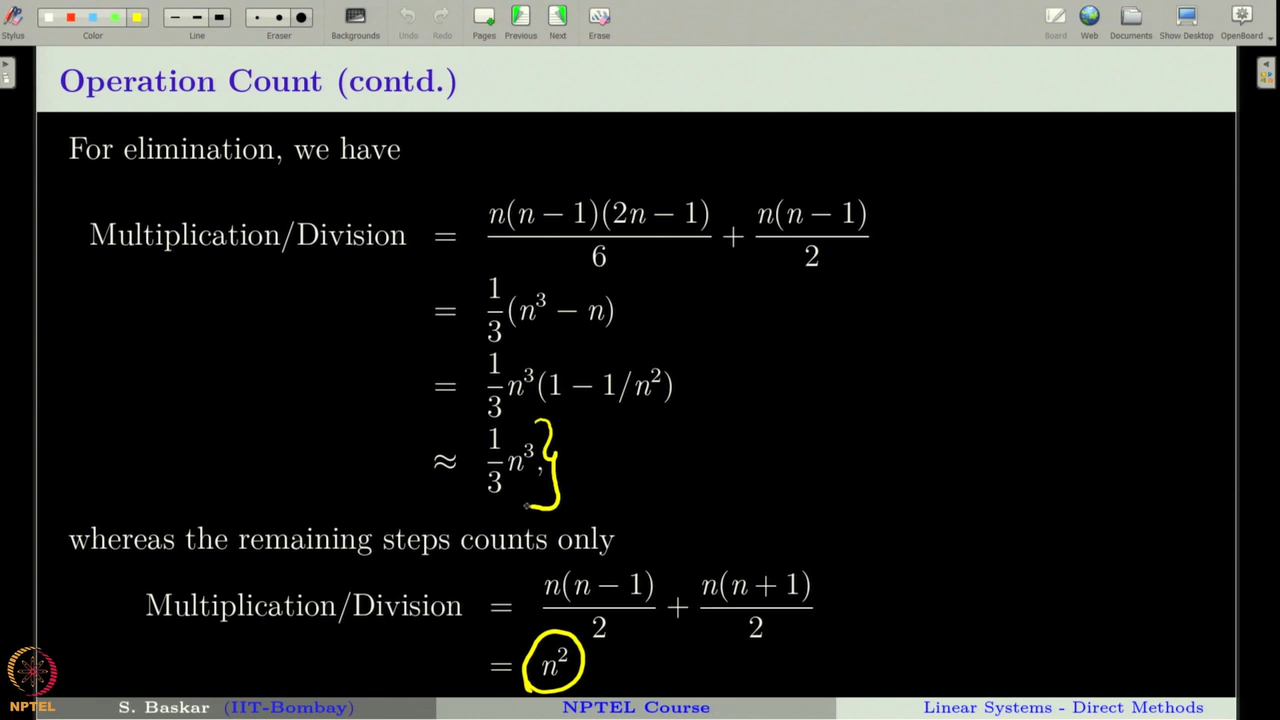 Stylus Color Line Eraser Backgrounds Undo Redo Pages Previous Next Erase Board Web Documents Show Desktop OpenBoard
Operation Count (contd.)
For elimination, we have
Multiplication/Division = n(n − 1)(2n − 1)/6 + n(n − 1)/2
= 1/3 (n³ − n)
= 1/3 n³(1 − 1/n²)
≈ 1/3 n³,
whereas the remaining steps counts only
Multiplication/Division = n(n − 1)/2 + n(n + 1)/2
= n²
NPTEL
S. Baskar (IIT-Bombay) NPTEL Course Linear Systems - Direct Methods